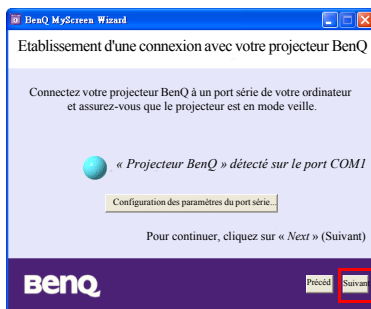 BenQ MyScreen Wizard
Etablissement d'une connexion avec votre projecteur BenQ
Connectez votre projecteur BenQ à un port série de votre ordinateur
et assurez-vous que le projecteur est en mode veille.
« Projecteur BenQ » détecté sur le port COM1
Configuration des paramètres du port série...
Pour continuer, cliquez sur « Next » (Suivant)
BenQ
Précéd
Suivant